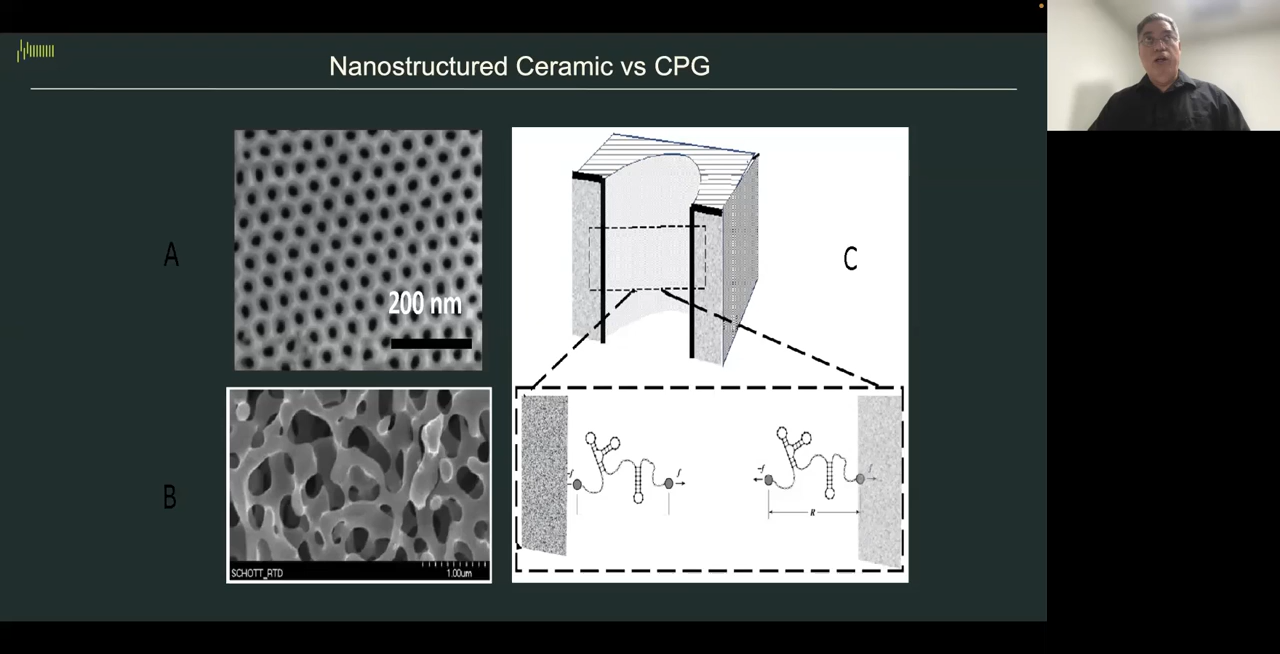 Nanostructured Ceramic vs CPG
A
200 nm
C
B
SCHOTT_RTD
1.00um
-f
f
-f
f
R